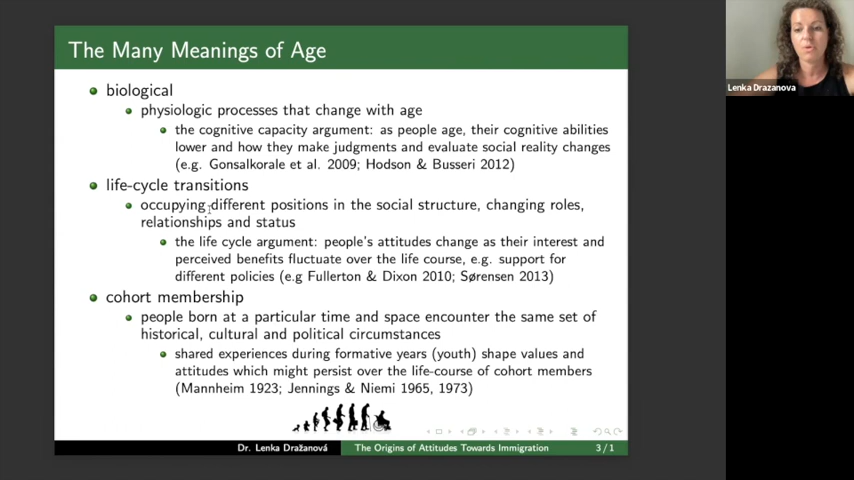 The Many Meanings of Age
Lenka Drazanova
biological
physiologic processes that change with age
the cognitive capacity argument: as people age, their cognitive abilities
lower and how they make judgments and evaluate social reality changes
(e.g. Gonsalkorale et al. 2009; Hodson & Busseri 2012)
life-cycle transitions
occupying different positions in the social structure, changing roles,
relationships and status
the life cycle argument: people's attitudes change as their interest and
perceived benefits fluctuate over the life course, e.g. support for
different policies (e.g Fullerton & Dixon 2010; Sørensen 2013)
cohort membership
people born at a particular time and space encounter the same set of
historical, cultural and political circumstances
shared experiences during formative years (youth) shape values and
attitudes which might persist over the life-course of cohort members
(Mannheim 1923; Jennings & Niemi 1965, 1973)
Dr. Lenka Dražanová
The Origins of Attitudes Towards Immigration
3 / 1